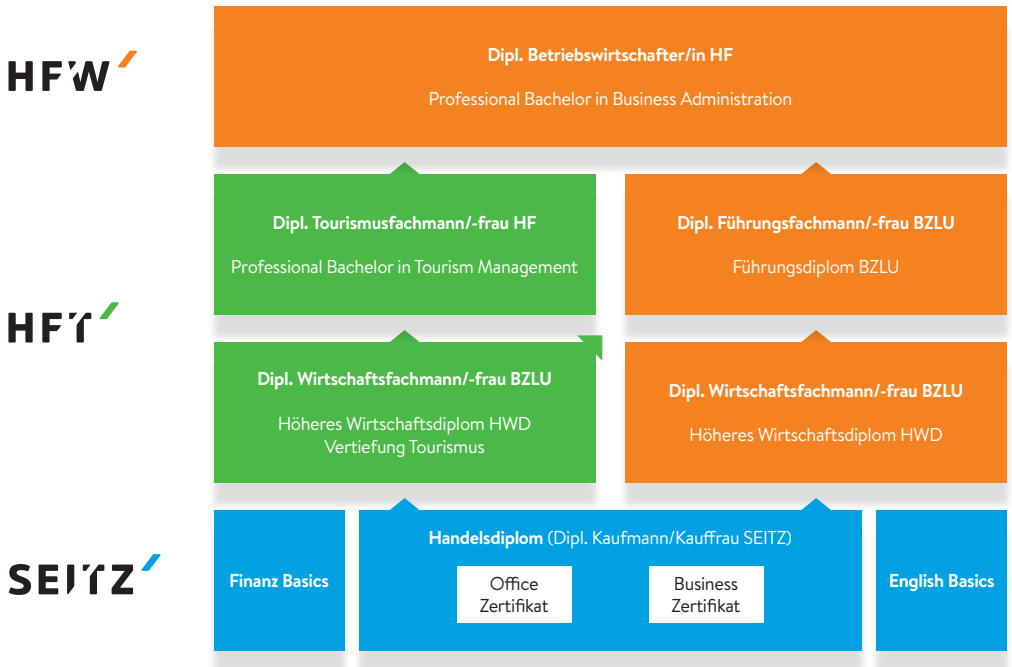 HFW
Dipl. Betriebswirtschafter/in HF
Professional Bachelor in Business Administration
Dipl. Tourismusfachmann/-frau HF
Professional Bachelor in Tourism Management
Dipl. Führungsfachmann/-frau BZLU
Führungsdiplom BZLU
HFT
Dipl. Wirtschaftsfachmann/-frau BZLU
Höheres Wirtschaftsdiplom HWD
Vertiefung Tourismus
Dipl. Wirtschaftsfachmann/-frau BZLU
Höheres Wirtschaftsdiplom HWD
SEITZ
Finanz Basics
Handelsdiplom (Dipl. Kaufmann/Kauffrau SEITZ)
Office
Zertifikat
Business
Zertifikat
English Basics